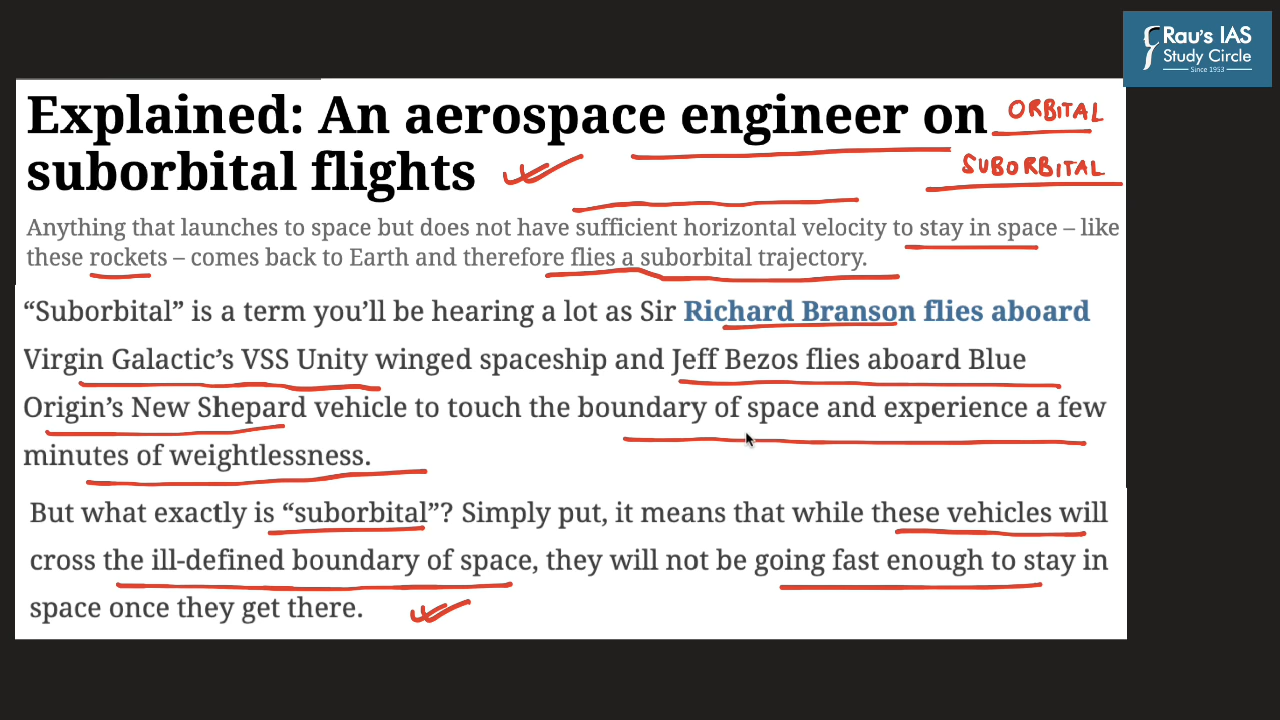 Rau's IAS
Study Circle
Since 1953
Explained: An aerospace engineer on ORBITAL
suborbital flights SUBORBITAL
Anything that launches to space but does not have sufficient horizontal velocity to stay in space – like
these rockets – comes back to Earth and therefore flies a suborbital trajectory.
“Suborbital” is a term you’ll be hearing a lot as Sir Richard Branson flies aboard
Virgin Galactic’s VSS Unity winged spaceship and Jeff Bezos flies aboard Blue
Origin’s New Shepard vehicle to touch the boundary of space and experience a few
minutes of weightlessness.
But what exactly is “suborbital”? Simply put, it means that while these vehicles will
cross the ill-defined boundary of space, they will not be going fast enough to stay in
space once they get there.